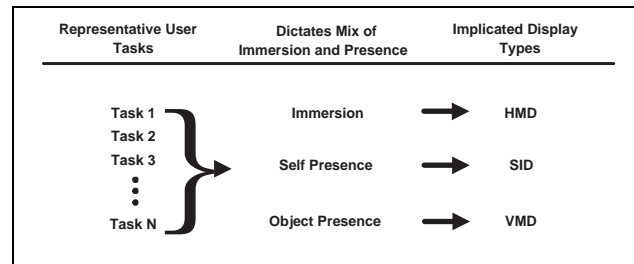 Representative User
Tasks
Dictates Mix of
Immersion and Presence
Implicated Display
Types
Task 1
Task 2
Task 3
Task N
Immersion
HMD
Self Presence
SID
Object Presence
VMD